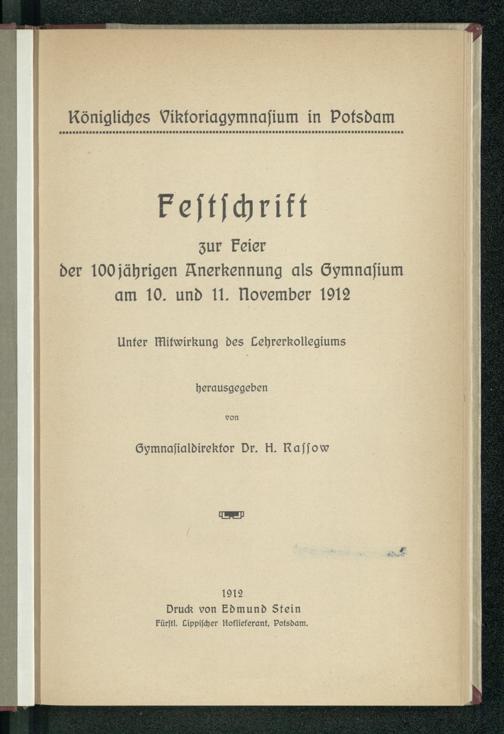 Königliches Viktoriagymnaſium in Potsdam
Feſtſchrift
zur Feier
der 100jährigen Anerkennung als Gymnaſium
am 10. und 11. November 1912
Unter Mitwirkung des Lehrerkollegiums
herausgegeben
von
Gymnaſialdirektor Dr. H. Raſſow
1912
Druck von Edmund Stein
Fürſtl. Lippiſcher Hoflieferant, Potsdam.